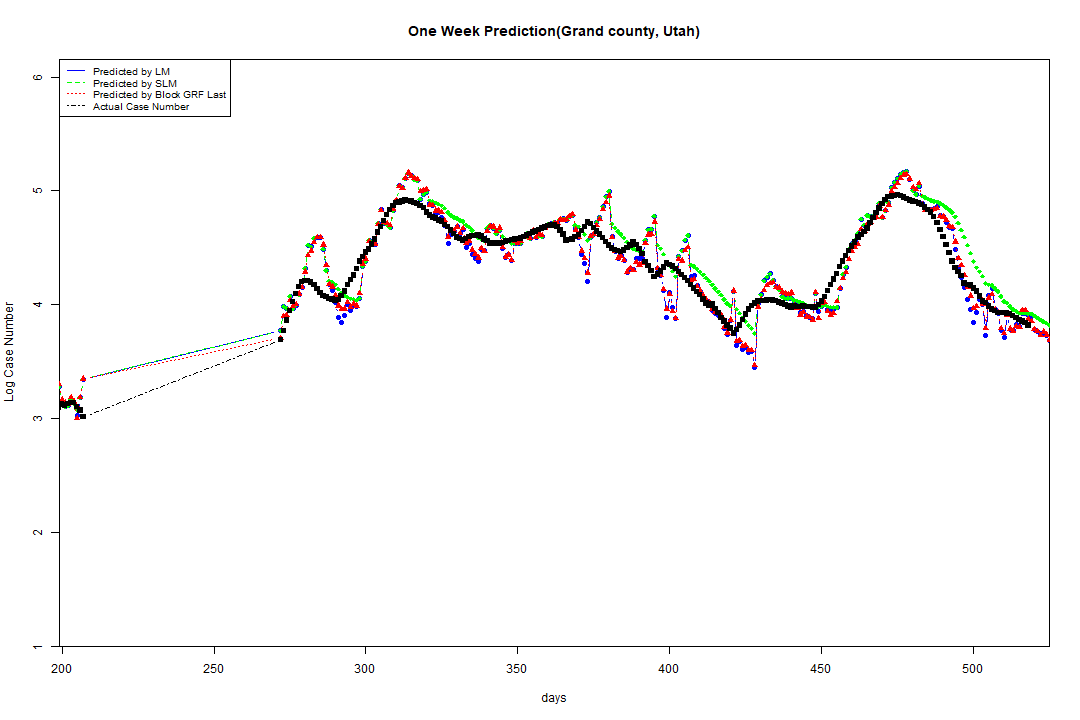 One Week Prediction(Grand county, Utah)
Predicted by LM
Predicted by SLM
Predicted by Block GRF Last
Actual Case Number
Log Case Number
6
5
4
3
2
1
200 250 300 350 400 450 500
days